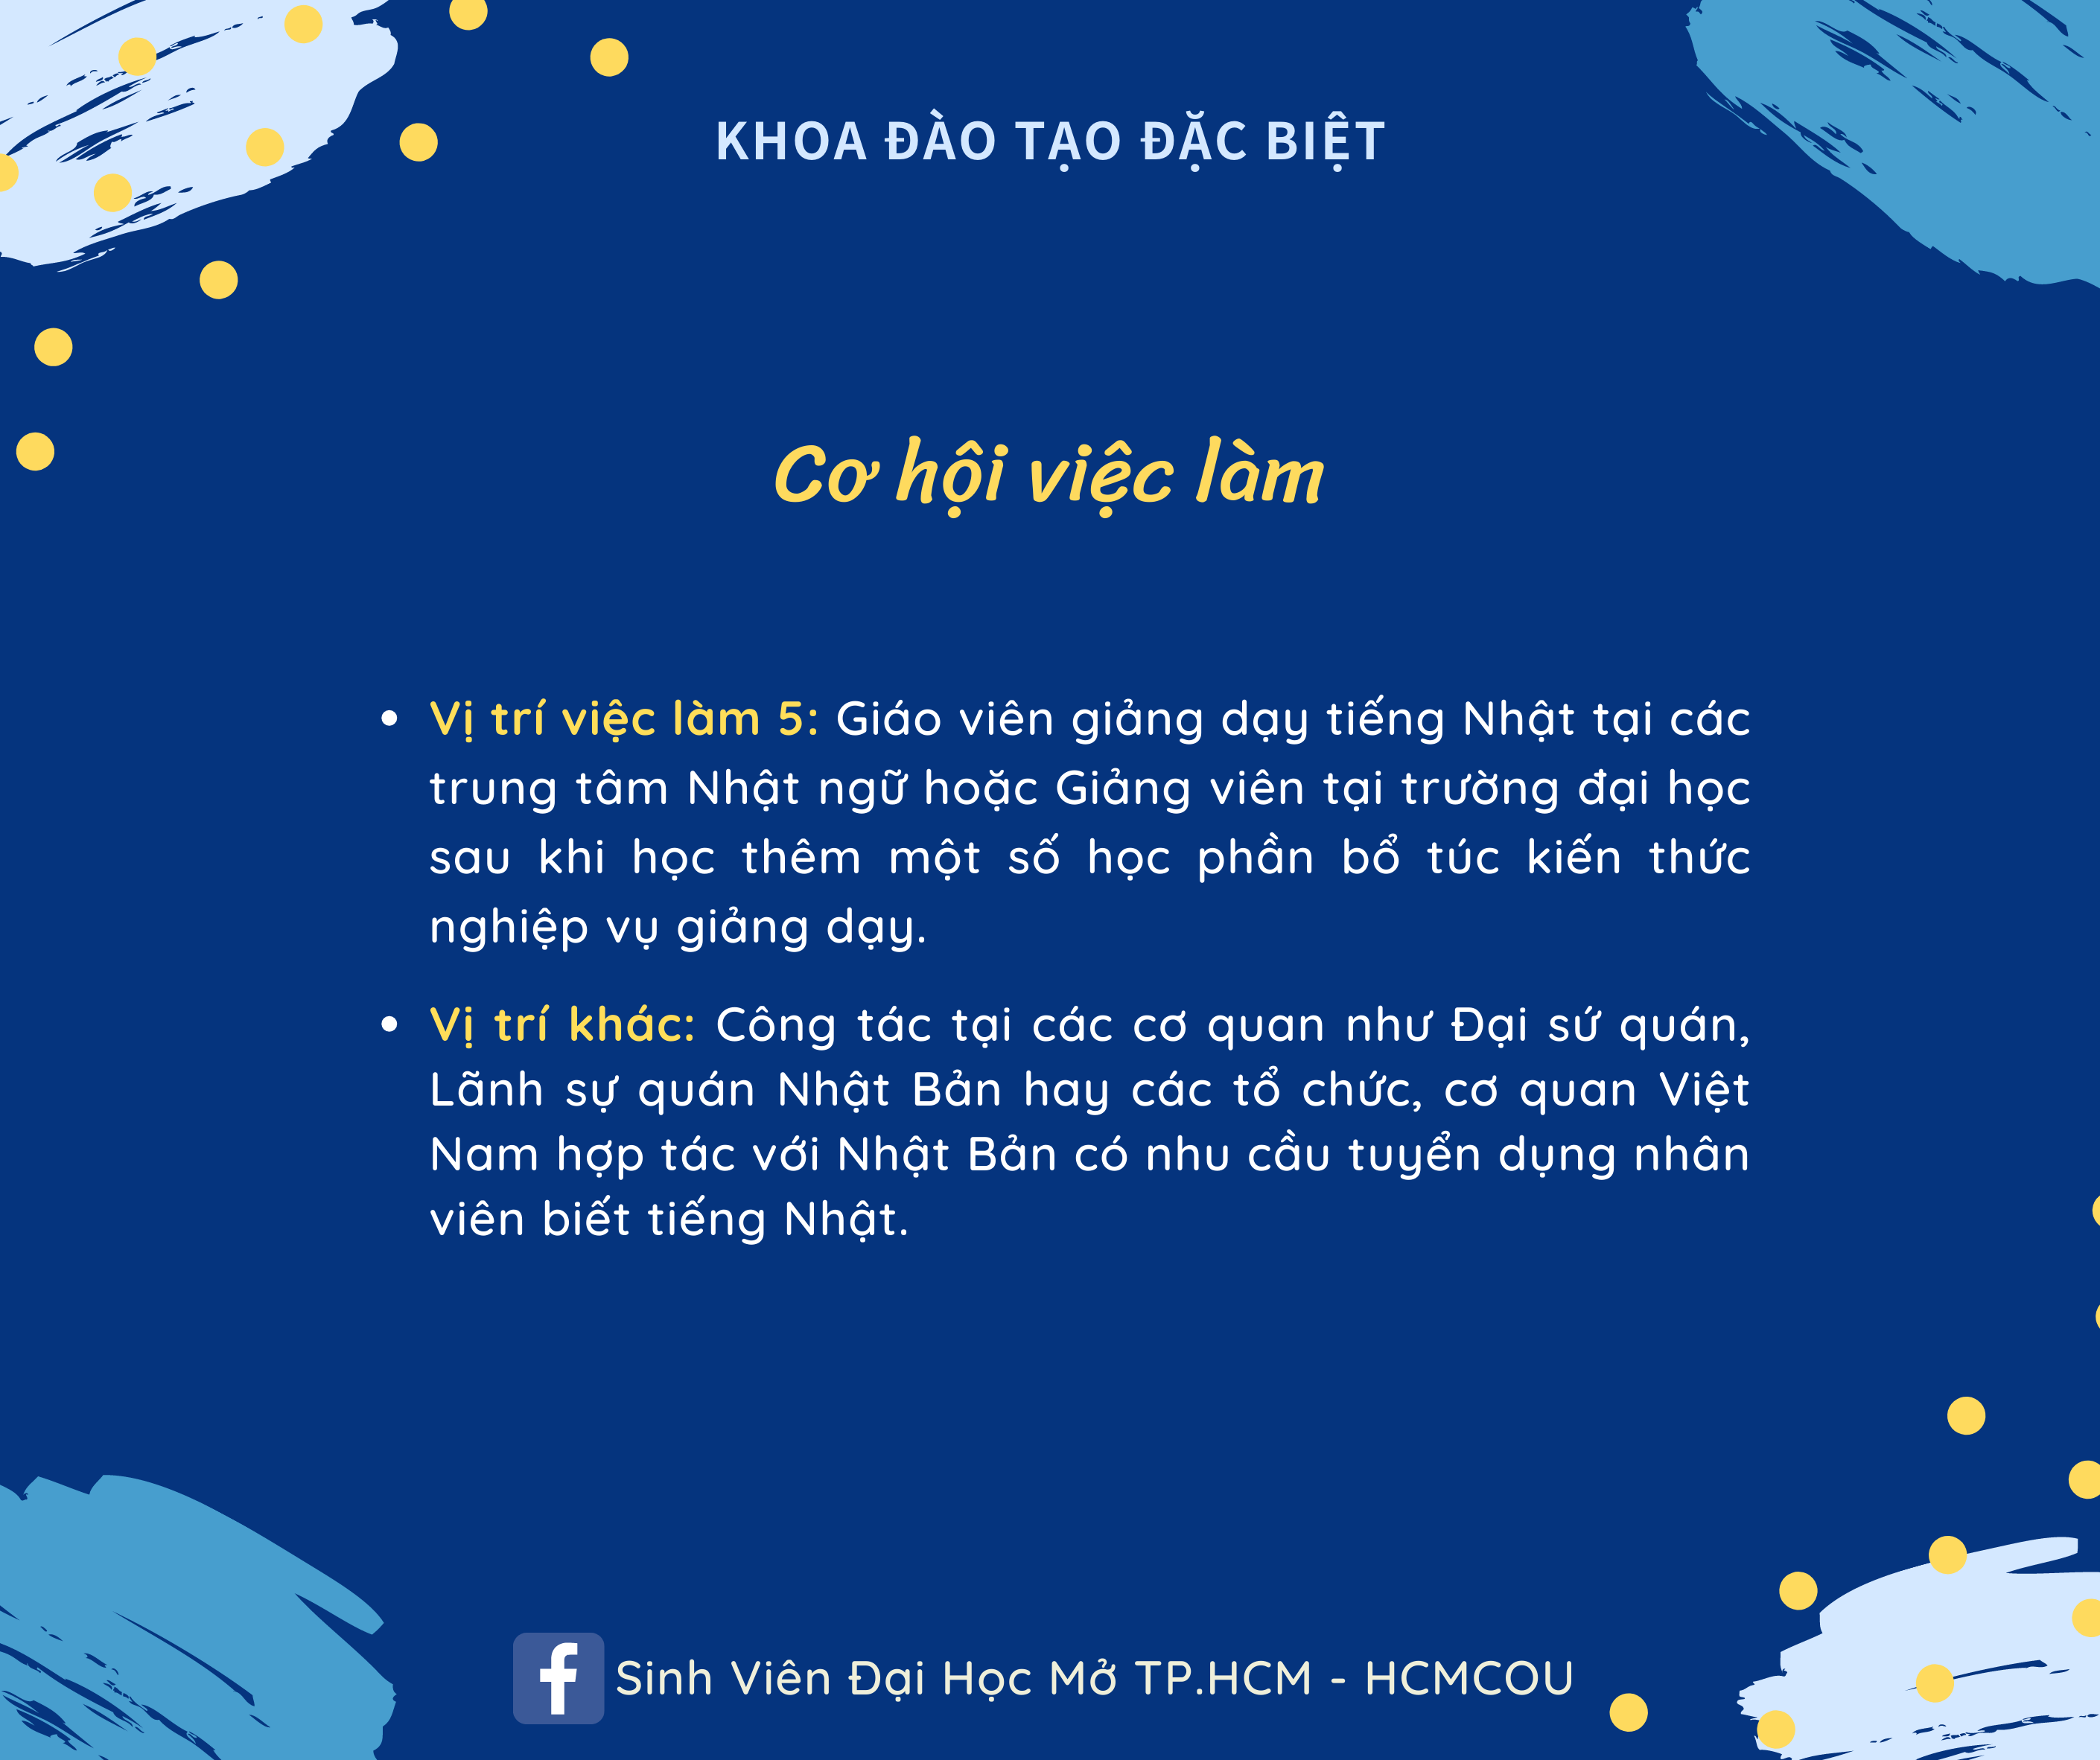 KHOA ĐÀO TẠO ĐẶC BIỆT
Cơ hội việc làm
• Vị trí việc làm 5: Giáo viên giảng dạy tiếng Nhật tại các
trung tâm Nhật ngữ hoặc Giảng viên tại trường đại học
sau khi học thêm một số học phần bổ túc kiến thức
nghiệp vụ giảng dạy.
• Vị trí khác: Công tác tại các cơ quan như Đại sứ quán,
Lãnh sự quán Nhật Bản hay các tổ chức, cơ quan Việt
Nam hợp tác với Nhật Bản có nhu cầu tuyển dụng nhân
viên biết tiếng Nhật.
f Sinh Viên Đại Học Mở TP.HCM - HCMCOU